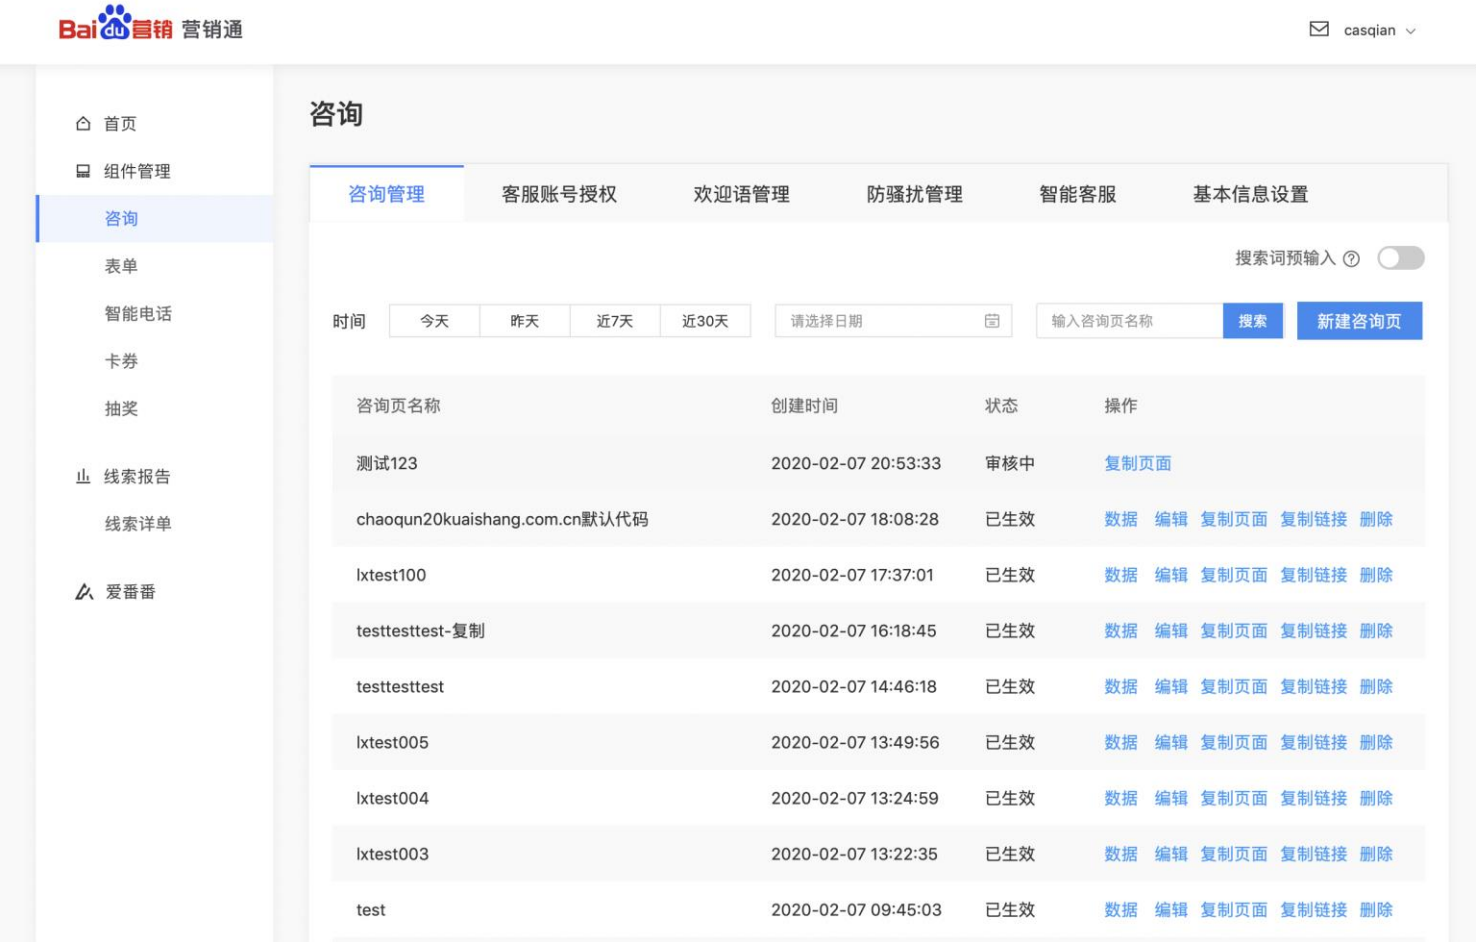 Baidu营销 营销通
casqian
首页
组件管理
咨询
表单
智能电话
卡券
抽奖
线索报告
线索详单
爱番番
咨询
咨询管理 客服账号授权 欢迎语管理 防骚扰管理 智能客服 基本信息设置
搜索词预输入 ?
时间 今天 昨天 近7天 近30天 请选择日期 输入咨询页名称 搜索 新建咨询页
咨询页名称 创建时间 状态 操作
测试123 2020-02-07 20:53:33 审核中 复制页面
chaoqun20kuaishang.com.cn默认代码 2020-02-07 18:08:28 已生效 数据 编辑 复制页面 复制链接 删除
lxtest100 2020-02-07 17:37:01 已生效 数据 编辑 复制页面 复制链接 删除
testtesttest-复制 2020-02-07 16:18:45 已生效 数据 编辑 复制页面 复制链接 删除
testtesttest 2020-02-07 14:46:18 已生效 数据 编辑 复制页面 复制链接 删除
lxtest005 2020-02-07 13:49:56 已生效 数据 编辑 复制页面 复制链接 删除
lxtest004 2020-02-07 13:24:59 已生效 数据 编辑 复制页面 复制链接 删除
lxtest003 2020-02-07 13:22:35 已生效 数据 编辑 复制页面 复制链接 删除
test 2020-02-07 09:45:03 已生效 数据 编辑 复制页面 复制链接 删除